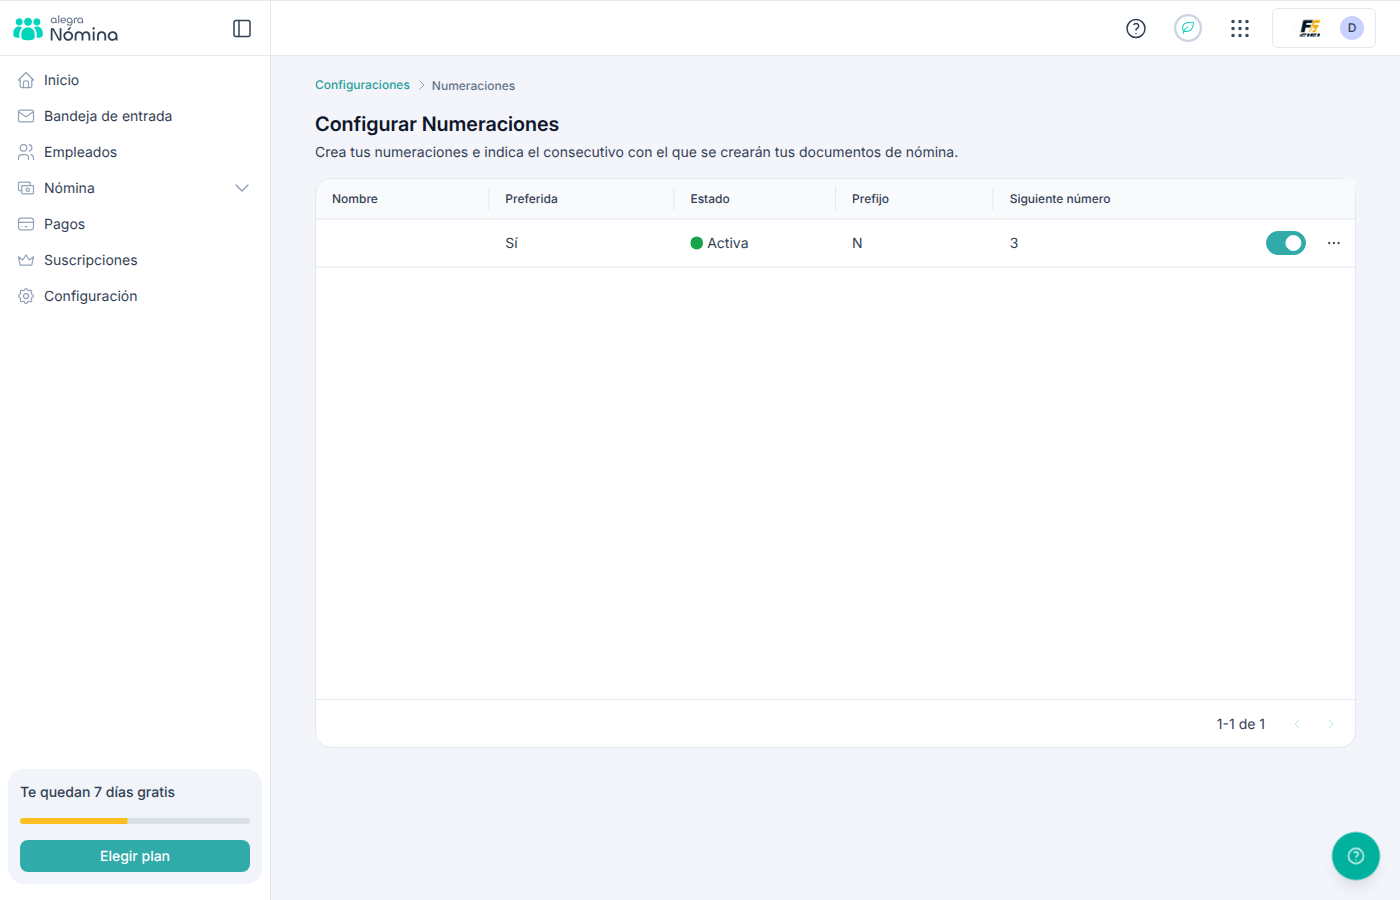 alegra
Nómina
D
Inicio
Bandeja de entrada
Empleados
Nómina
Pagos
Suscripciones
Configuración
Configuraciones
Numeraciones
Configurar Numeraciones
Crea tus numeraciones e indica el consecutivo con el que se crearán tus documentos de nómina.
Nombre Preferida Estado Prefijo Siguiente número
Sí Activa N 3
1-1 de 1
Te quedan 7 días gratis
Elegir plan